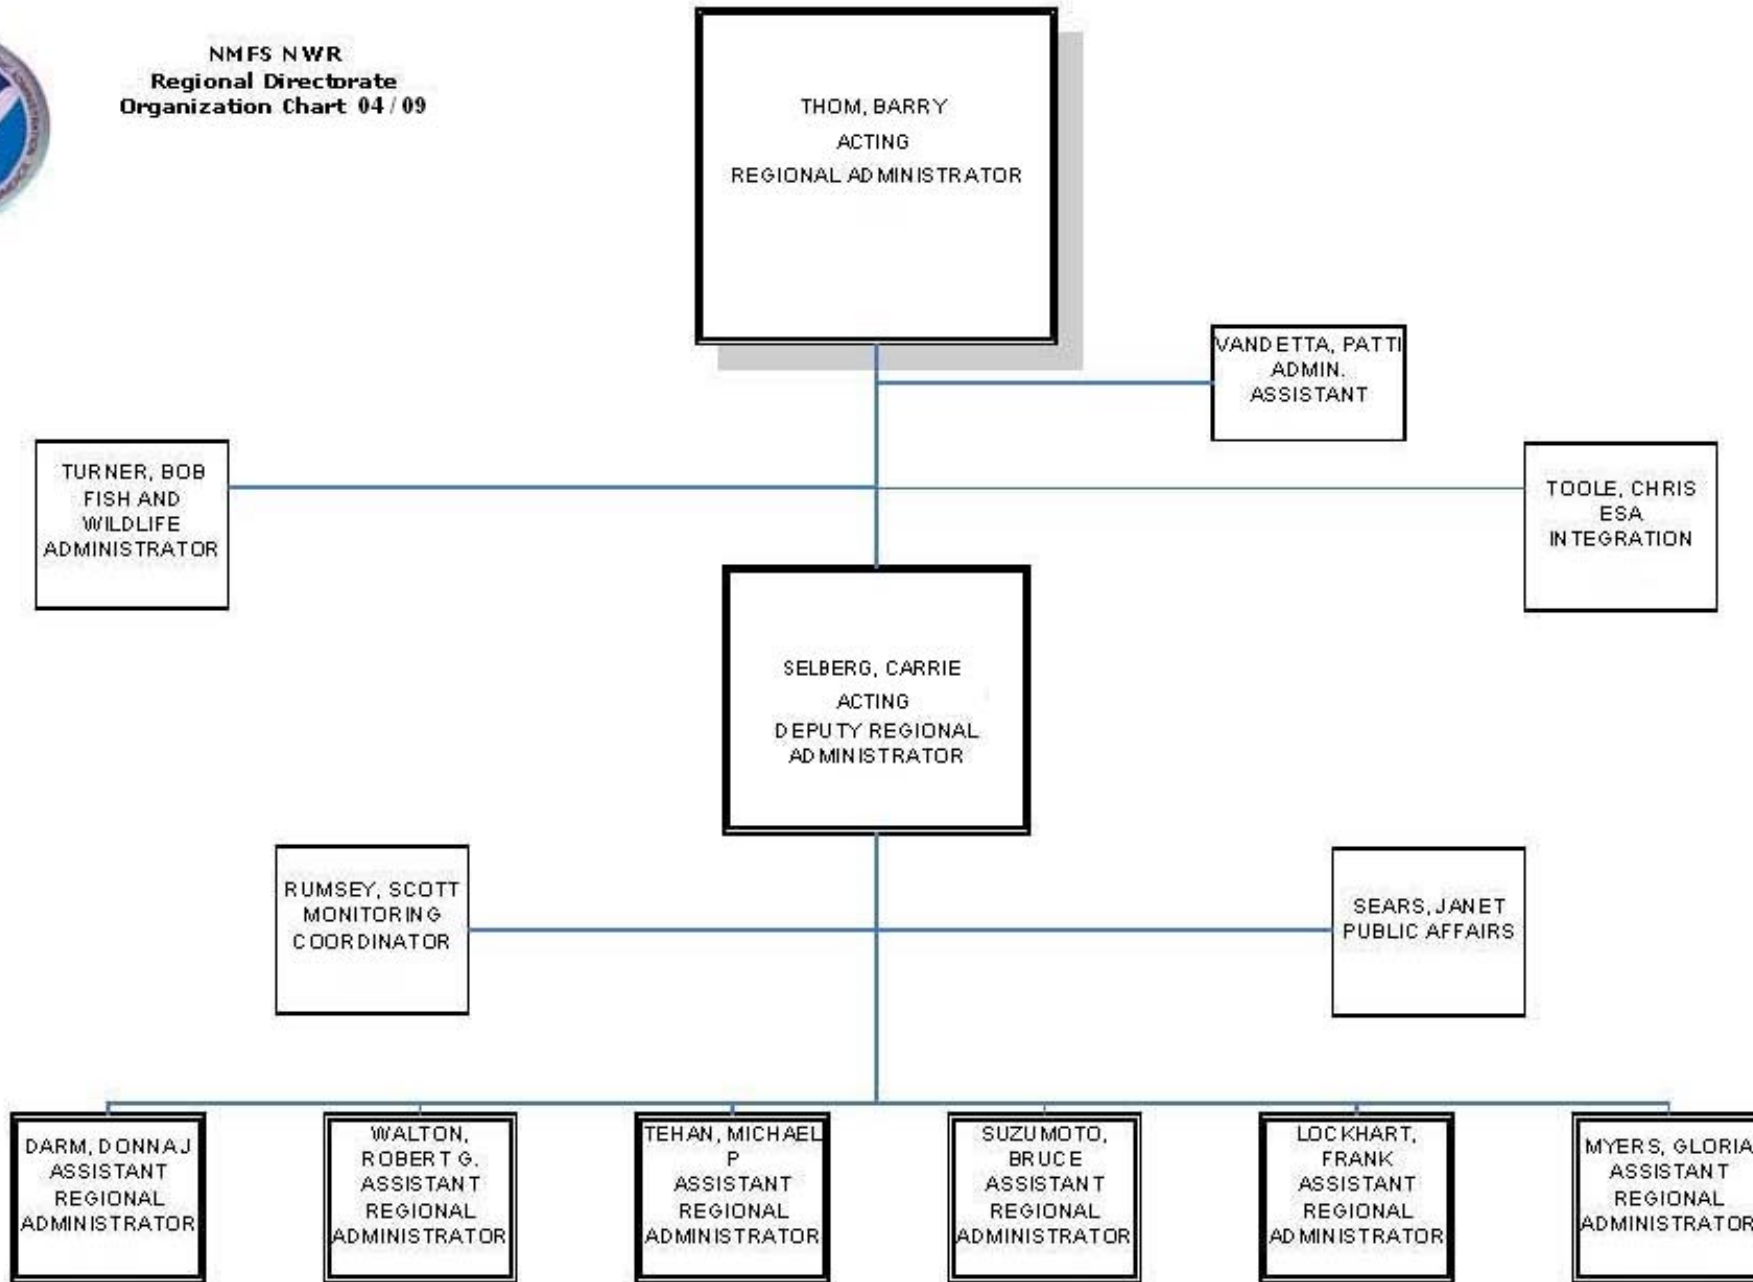 NMFS NWR
Regional Directorate
Organization Chart 04/09
THOM, BARRY
ACTING
REGIONAL ADMINISTRATOR
VANDETTA, PATTI
ADMIN.
ASSISTANT
TURNER, BOB
FISH AND
WILDLIFE
ADMINISTRATOR
TOOLE, CHRIS
ESA
INTEGRATION
SELBERG, CARRIE
ACTING
DEPUTY REGIONAL
ADMINISTRATOR
RUMSEY, SCOTT
MONITORING
COORDINATOR
SEARS, JANET
PUBLIC AFFAIRS
DARM, DONNA J
ASSISTANT
REGIONAL
ADMINISTRATOR
WALTON,
ROBERT G.
ASSISTANT
REGIONAL
ADMINISTRATOR
TEHAN, MICHAEL
P
ASSISTANT
REGIONAL
ADMINISTRATOR
SUZUMOTO,
BRUCE
ASSISTANT
REGIONAL
ADMINISTRATOR
LOCKHART,
FRANK
ASSISTANT
REGIONAL
ADMINISTRATOR
MYERS, GLORIA
ASSISTANT
REGIONAL
ADMINISTRATOR